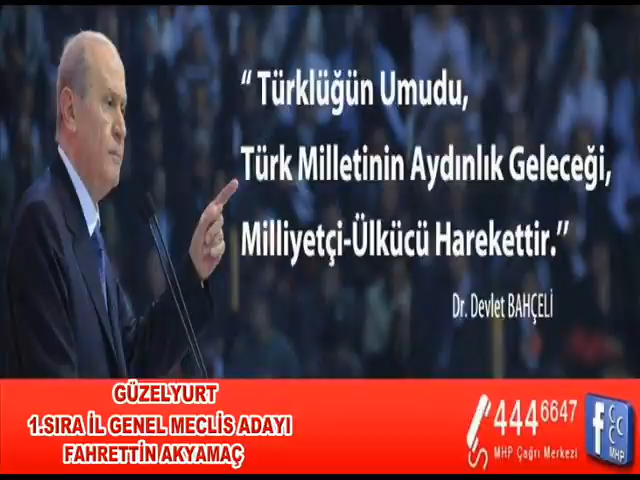 “ Türklüğün Umudu,
Türk Milletinin Aydınlık Geleceği,
Milliyetçi-Ülkücü Harekettir.”
Dr. Devlet BAHÇELİ
GÜZELYURT
1.SIRA İL GENEL MECLİS ADAYI
FAHRETTİN AKYAMAÇ
444 6647
MHP Çağrı Merkezi
f
MHP